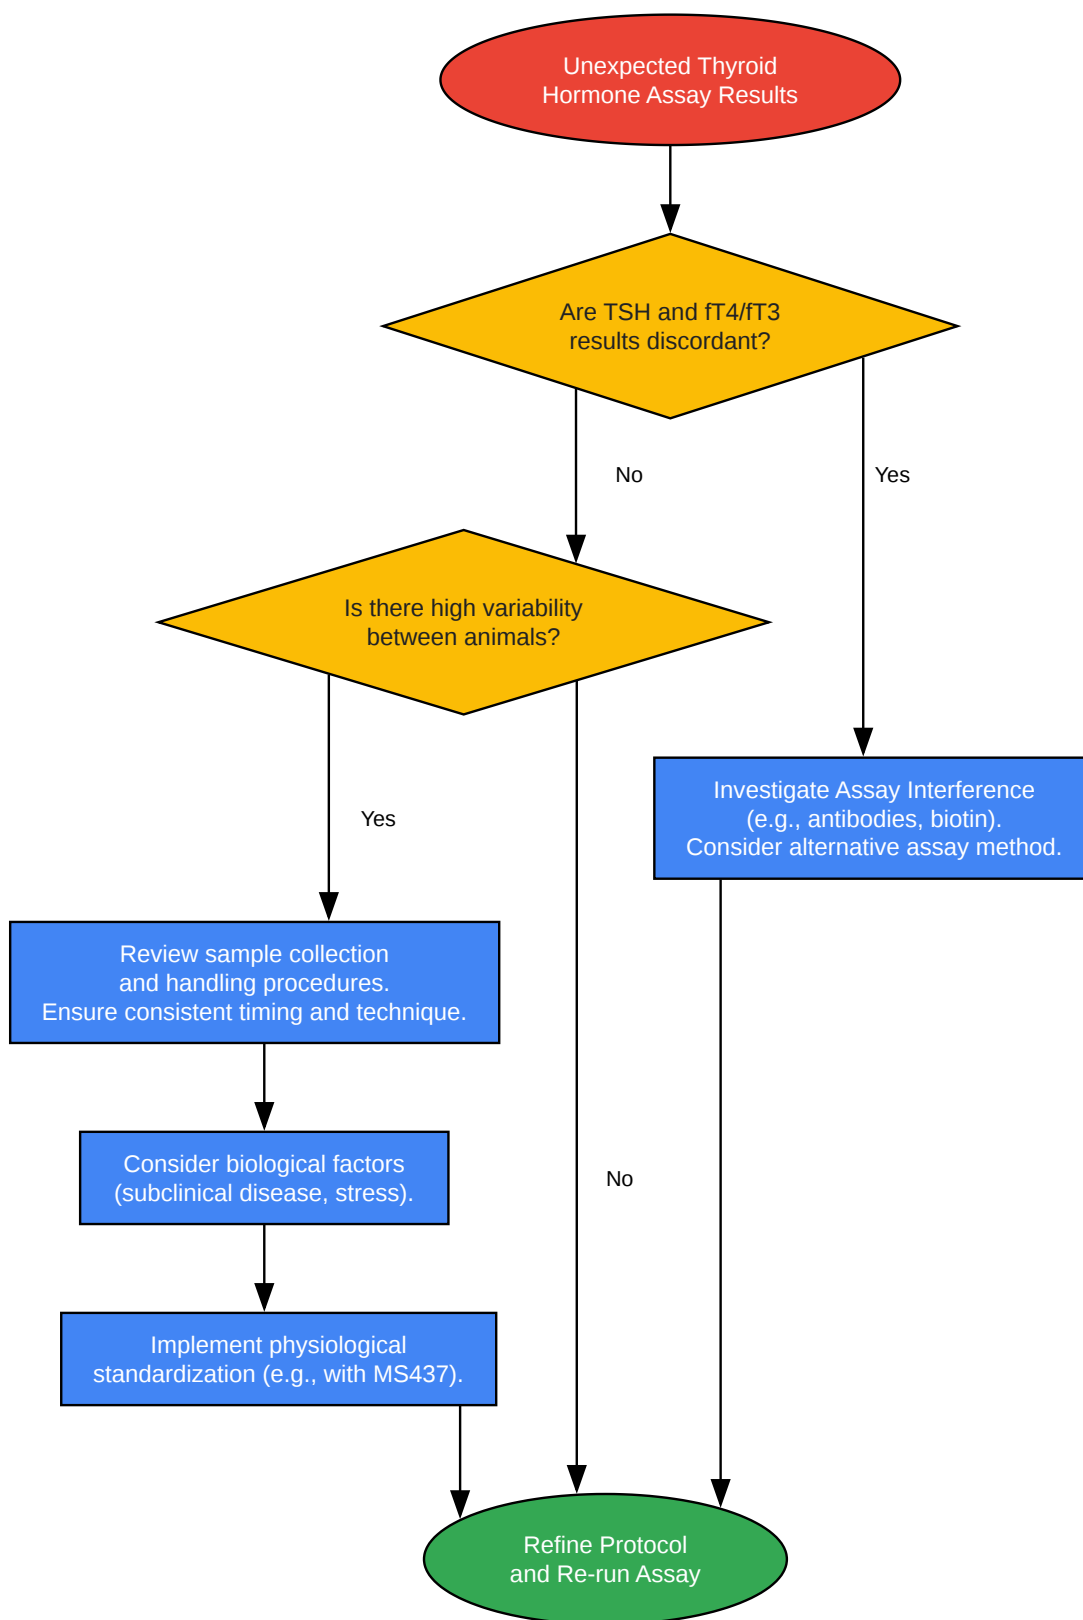 Unexpected Thyroid
Hormone Assay Results
Are TSH and fT4/fT3
results discordant?
No
Yes
Is there high variability
between animals?
Investigate Assay Interference
(e.g., antibodies, biotin).
Consider alternative assay method.
Yes
Review sample collection
and handling procedures.
Ensure consistent timing and technique.
Consider biological factors
(subclinical disease, stress).
No
Implement physiological
standardization (e.g., with MS437).
Refine Protocol
and Re-run Assay